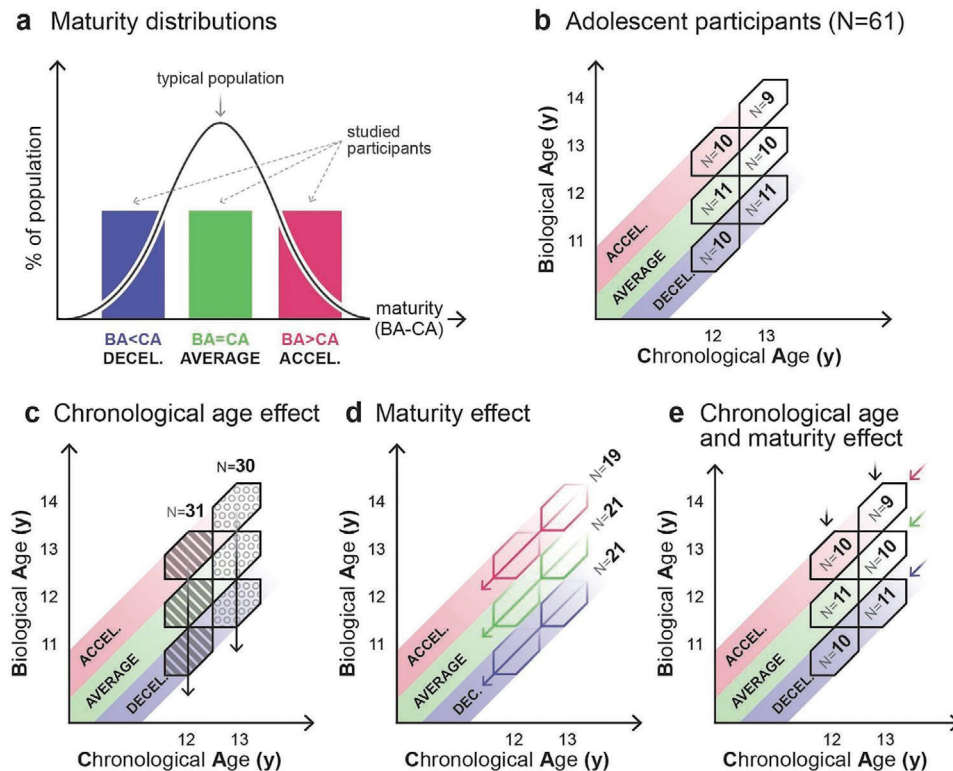 a Maturity distributions
typical population
studied
participants
% of population
maturity
(BA-CA)
BA<CA
DECEL.
BA=CA
AVERAGE
BA>CA
ACCEL.
b Adolescent participants (N=61)
Biological Age (y)
14
13
12
11
N=9
N=10
N=10
N=11
N=11
N=10
ACCEL.
AVERAGE
DECEL.
12
13
Chronological Age (y)
c Chronological age effect
Biological Age (y)
14
13
12
11
N=30
N=31
ACCEL.
AVERAGE
DECEL.
12
13
Chronological Age (y)
d Maturity effect
Biological Age (y)
14
13
12
11
N=19
N=21
N=21
ACCEL.
AVERAGE
DEC.
12
13
Chronological Age (y)
e Chronological age
and maturity effect
Biological Age (y)
14
13
12
11
N=9
N=10
N=10
N=11
N=11
N=10
ACCEL.
AVERAGE
DECEL.
12
13
Chronological Age (y)